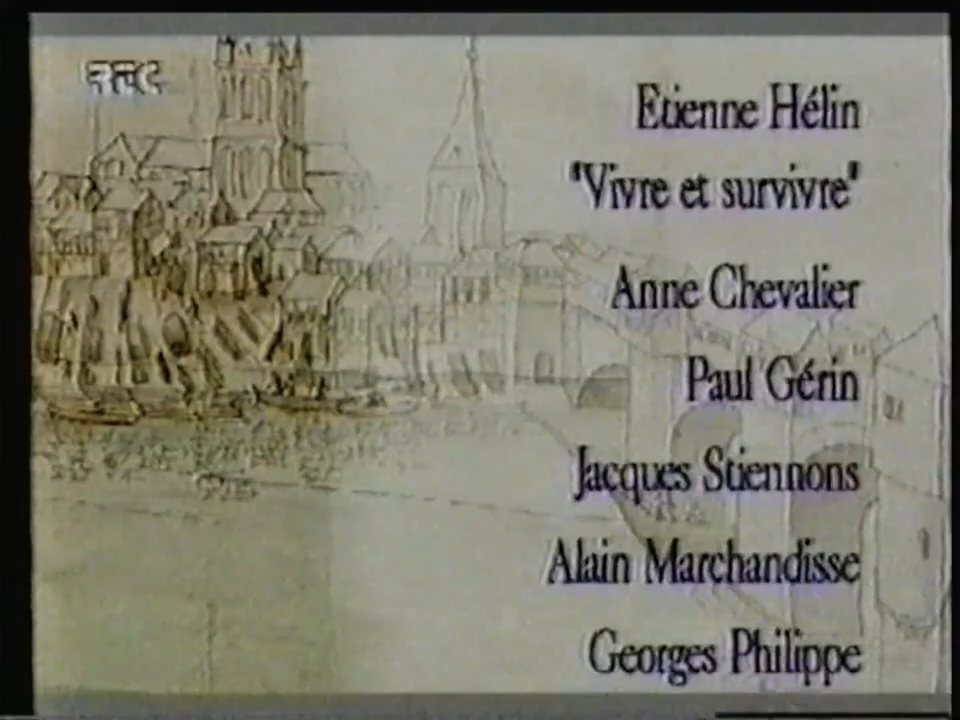 RTC
Etienne Hélin
"Vivre et survivre"
Anne Chevalier
Paul Gérin
Jacques Stiennons
Alain Marchandisse
Georges Philippe